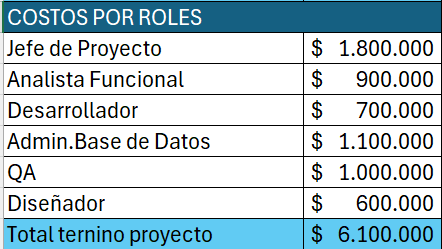 COSTOS POR ROLES
Jefe de Proyecto $ 1.800.000
Analista Funcional $ 900.000
Desarrollador $ 700.000
Admin.Base de Datos $ 1.100.000
QA $ 1.000.000
Diseñador $ 600.000
Total ternino proyecto $ 6.100.000